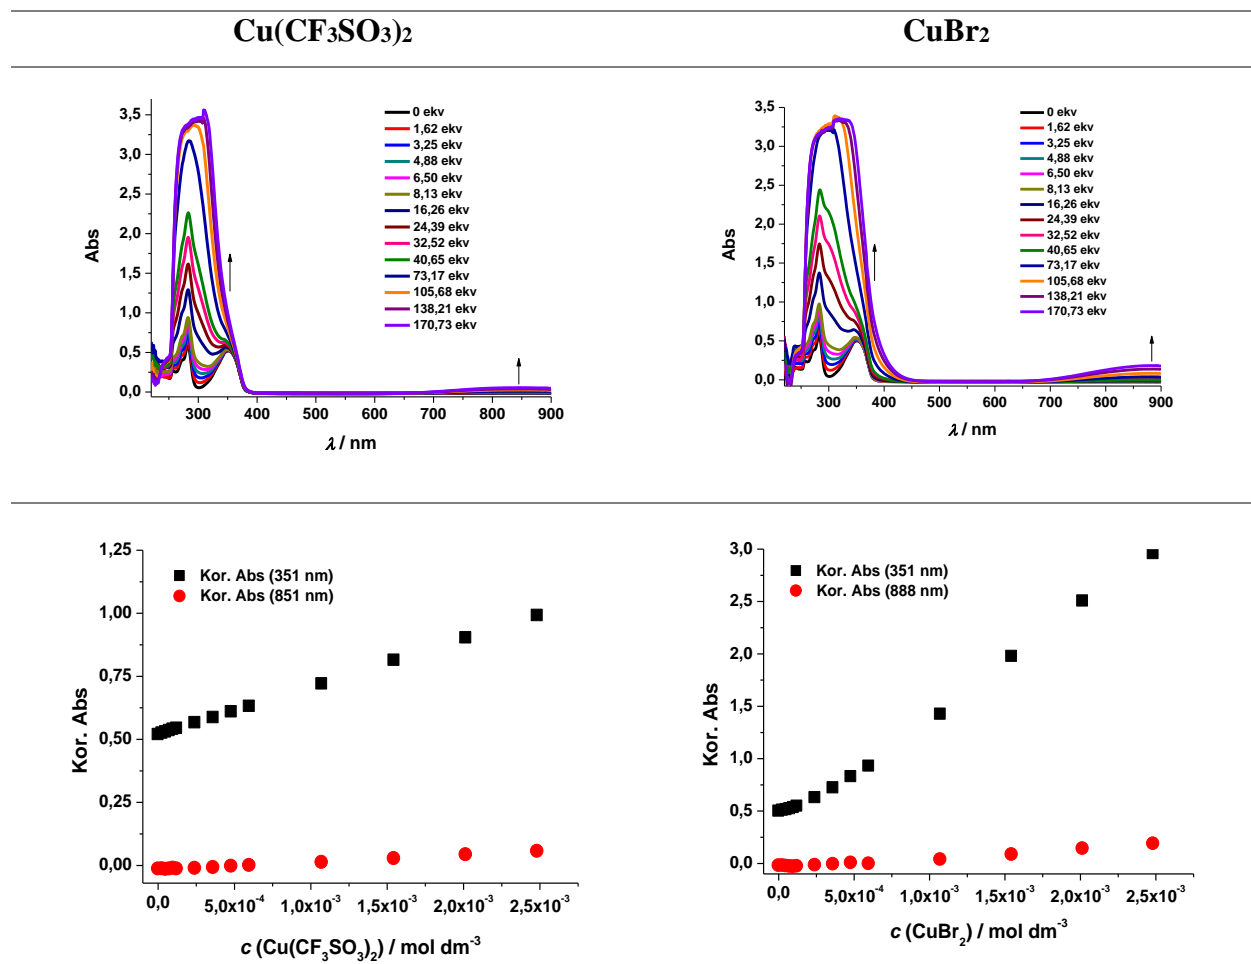 Cu(CF3SO3)2
CuBr2
3,5
3,0
2,5
2,0
1,5
1,0
0,5
0,0
Abs
300 400 500 600 700 800 900
λ / nm
0 ekv
1,62 ekv
3,25 ekv
4,88 ekv
6,50 ekv
8,13 ekv
16,26 ekv
24,39 ekv
32,52 ekv
40,65 ekv
73,17 ekv
105,68 ekv
138,21 ekv
170,73 ekv
3,5
3,0
2,5
2,0
1,5
1,0
0,5
0,0
Abs
300 400 500 600 700 800 900
λ / nm
0 ekv
1,62 ekv
3,25 ekv
4,88 ekv
6,50 ekv
8,13 ekv
16,26 ekv
24,39 ekv
32,52 ekv
40,65 ekv
73,17 ekv
105,68 ekv
138,21 ekv
170,73 ekv
1,25
1,00
0,75
0,50
0,25
0,00
Kor. Abs
Kor. Abs (351 nm)
Kor. Abs (851 nm)
0,0 5,0x10-4 1,0x10-3 1,5x10-3 2,0x10-3 2,5x10-3
c (Cu(CF3SO3)2) / mol dm-3
3,0
2,5
2,0
1,5
1,0
0,5
0,0
Kor. Abs
Kor. Abs (351 nm)
Kor. Abs (888 nm)
0,0 5,0x10-4 1,0x10-3 1,5x10-3 2,0x10-3 2,5x10-3
c (CuBr2) / mol dm-3